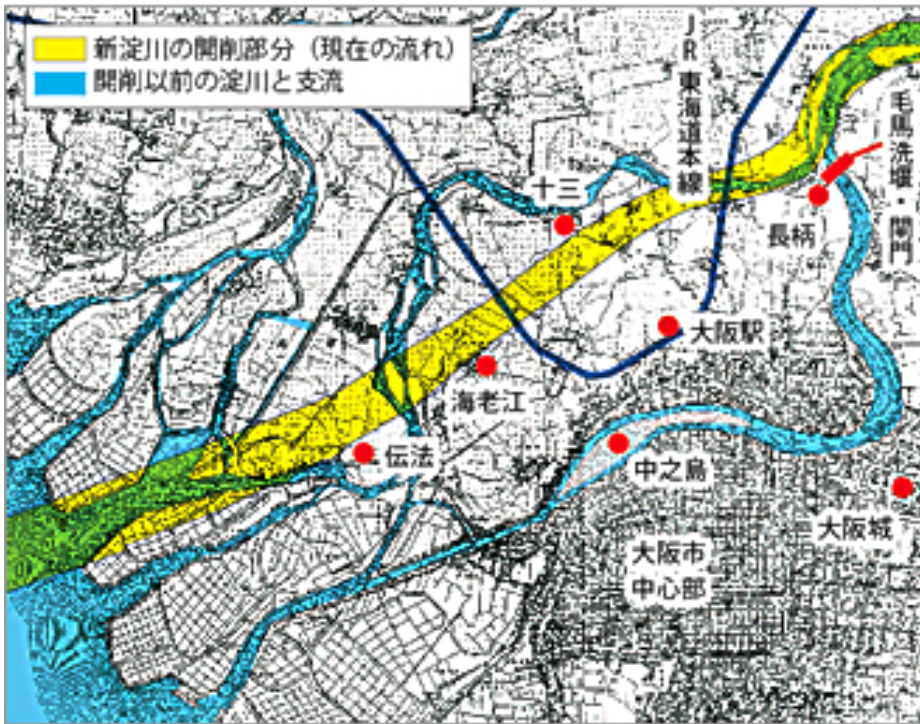 新淀川の開削部分（現在の流れ）
開削以前の淀川と支流
JR東海道本線
毛馬洗堰・閘門
十三
長柄
大阪駅
海老江
伝法
中之島
大阪城
大阪市
中心部